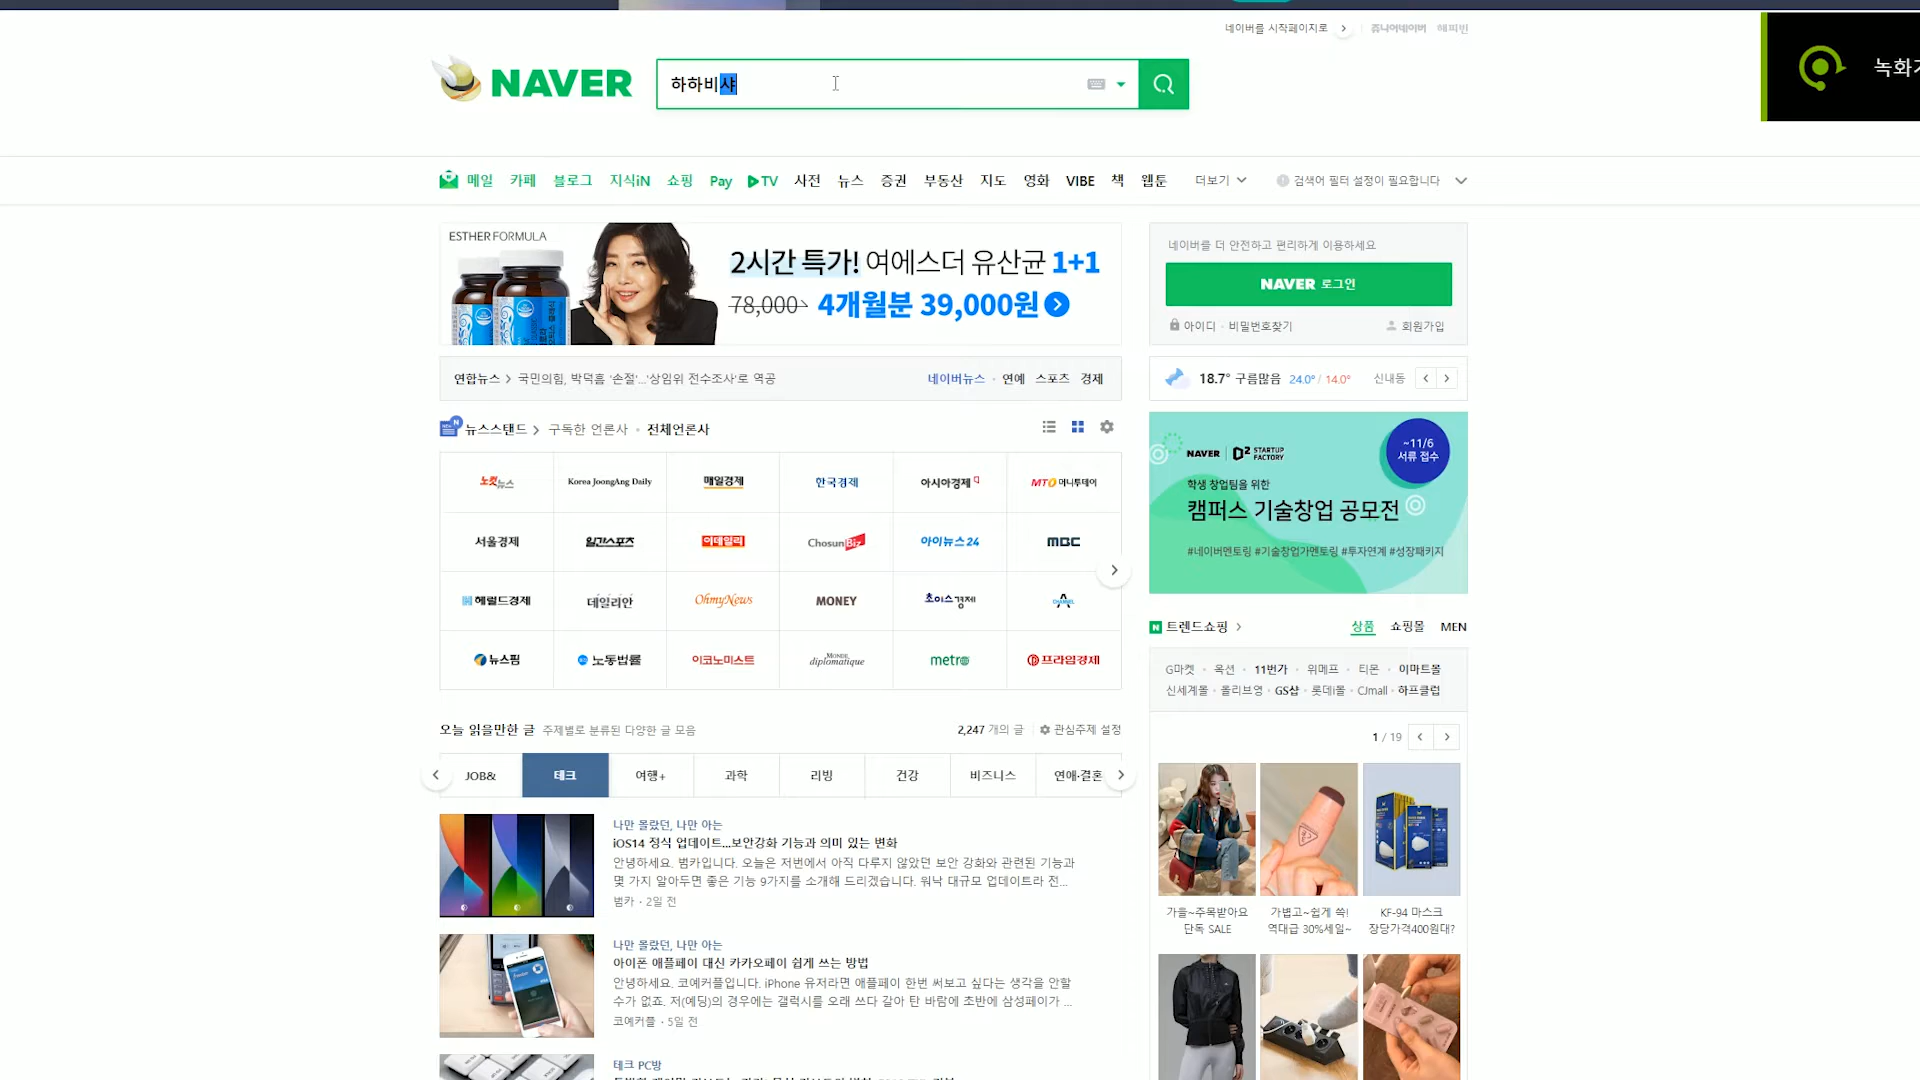 네이버를 시작페이지로 쥬니어네이버 해피빈
녹화
NAVER
하하비샤
메일 카페 블로그 지식iN 쇼핑 Pay TV 사전 뉴스 증권 부동산 지도 영화 VIBE 책 웹툰 더보기 검색어 필터 설정이 필요합니다
ESTHER FORMULA
2시간 특가! 여에스더 유산균 1+1
78,000 4개월분 39,000원
네이버를 더 안전하고 편리하게 이용하세요
NAVER 로그인
아이디 · 비밀번호찾기 회원가입
연합뉴스 > 국민의힘, 박덕흠 '손절'...'상임위 전수조사'로 역공
네이버뉴스 · 연예 스포츠 경제
18.7° 구름많음 24.0° / 14.0° 신내동
뉴스스탠드 > 구독한 언론사 · 전체언론사
노컷뉴스 Korea JoongAng Daily 매일경제 한국경제 아시아경제 MTO 머니투데이
서울경제 일간스포츠 이데일리 ChosunBiz 아이뉴스24 MBC
헤럴드경제 데일리안 OhmyNews MONEY 초이스경제 CHANNEL A
뉴스핌 노동법률 이코노미스트 LE MONDE diplomatique metro 프라임경제
NAVER D2 STARTUP FACTORY
~11/6
서류 접수
학생 창업팀을 위한
캠퍼스 기술창업 공모전
#네이버멘토링 #기술창업가멘토링 #투자연계 #성장패키지
트렌드쇼핑 > 상품 쇼핑몰 MEN
G마켓 · 옥션 · 11번가 · 위메프 · 티몬 · 이마트몰
신세계몰 · 올리브영 · GS샵 · 롯데i몰 · CJmall · 하프클럽
1 / 19
오늘 읽을만한 글 주제별로 분류된 다양한 글 모음
2,247 개의 글 관심주제 설정
JOB& 테크 여행+ 과학 리빙 건강 비즈니스 연애·결혼
나만 몰랐던, 나만 아는
iOS14 정식 업데이트...보안강화 기능과 의미 있는 변화
안녕하세요. 범카입니다. 오늘은 저번에서 아직 다루지 않았던 보안 강화와 관련된 기능과
몇 가지 알아두면 좋은 기능 9가지를 소개해 드리겠습니다. 워낙 대규모 업데이트라 전...
범카 · 2일 전
가을~주목받아요
단독 SALE
가볍고~쉽게 쓱!
역대급 30%세일~
KF-94 마스크
장당가격400원대?
나만 몰랐던, 나만 아는
아이폰 애플페이 대신 카카오페이 쉽게 쓰는 방법
안녕하세요. 코예커플입니다. iPhone 유저라면 애플페이 한번 써보고 싶다는 생각을 안할
수가 없죠. 저(예딩)의 경우에는 갤럭시를 오래 쓰다 갈아 탄 바람에 초반에 삼성페이가 ...
코예커플 · 5일 전
테크 PC방